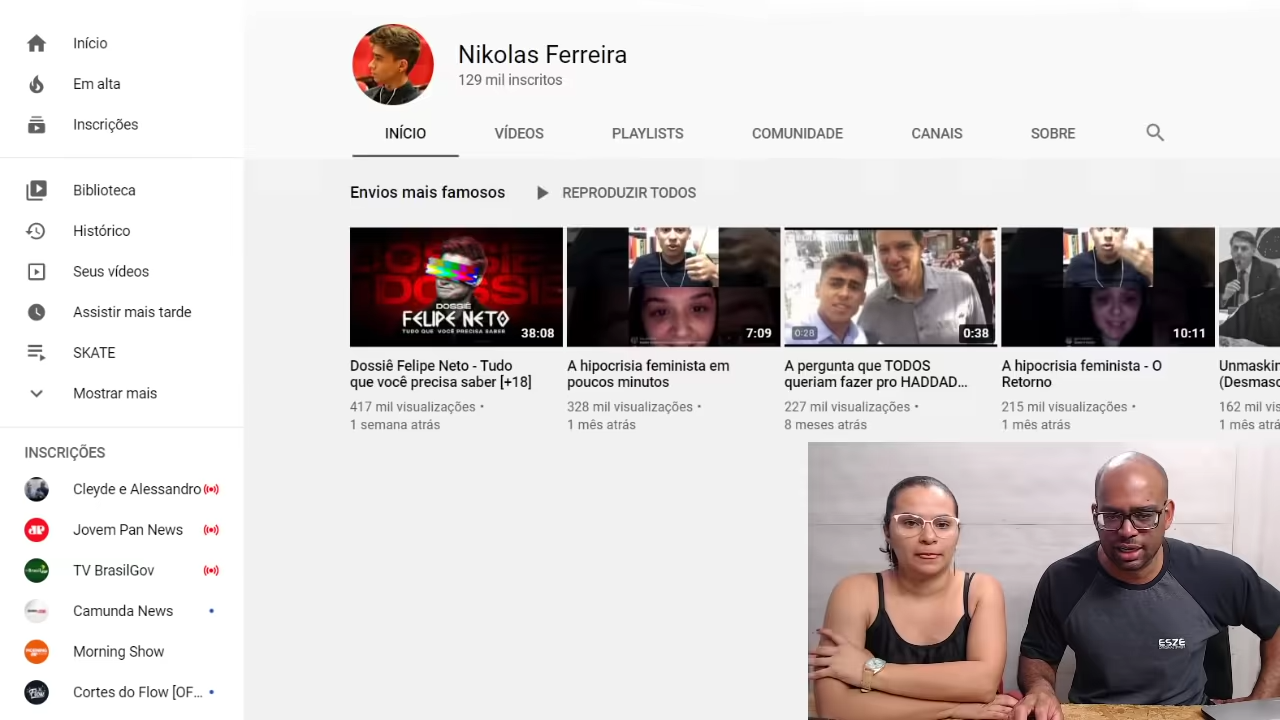 Início
Em alta
Inscrições
Biblioteca
Histórico
Seus vídeos
Assistir mais tarde
SKATE
Mostrar mais
INSCRIÇÕES
Cleyde e Alessandro
Jovem Pan News
TV BrasilGov
Camunda News
Morning Show
Cortes do Flow [OF...
Nikolas Ferreira
129 mil inscritos
INÍCIO VÍDEOS PLAYLISTS COMUNIDADE CANAIS SOBRE
Envios mais famosos REPRODUZIR TODOS
DOSSIÊ
DOSSIÊ
FELIPE NETO
TUDO QUE VOCÊ PRECISA SABER
38:08
Dossiê Felipe Neto - Tudo
que você precisa saber [+18]
417 mil visualizações •
1 semana atrás
7:09
A hipocrisia feminista em
poucos minutos
328 mil visualizações •
1 mês atrás
0:28
0:38
A pergunta que TODOS
queriam fazer pro HADDAD...
227 mil visualizações •
8 meses atrás
10:11
A hipocrisia feminista - O
Retorno
215 mil visualizações •
1 mês atrás
Unmaskin
(Desmasc
162 mil vis
1 mês atrá
ESZE